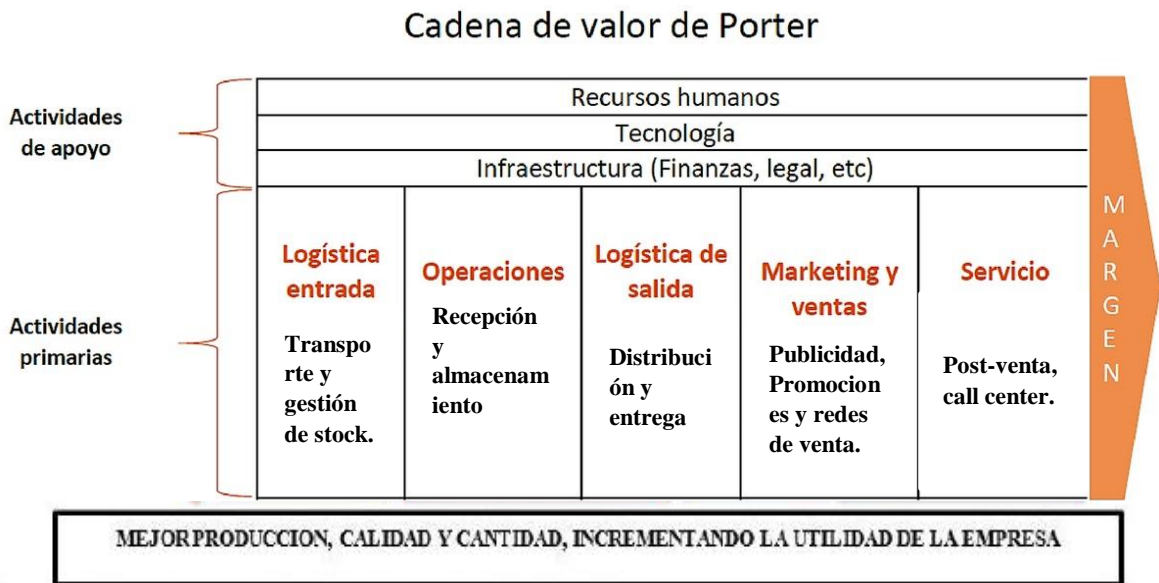 Cadena de valor de Porter
Actividades
de apoyo
Recursos humanos
Tecnología
Infraestructura (Finanzas, legal, etc)
Actividades
primarias
Logística
entrada
Transpo
rte y
gestión
de stock.
Operaciones
Recepción
y
almacenam
iento
Logística de
salida
Distribuci
ón y
entrega
Marketing y
ventas
Publicidad,
Promocion
es y redes
de venta.
Servicio
Post-venta,
call center.
M
A
R
G
E
N
MEJOR PRODUCCION, CALIDAD Y CANTIDAD, INCREMENTANDO LA UTILIDAD DE LA EMPRESA